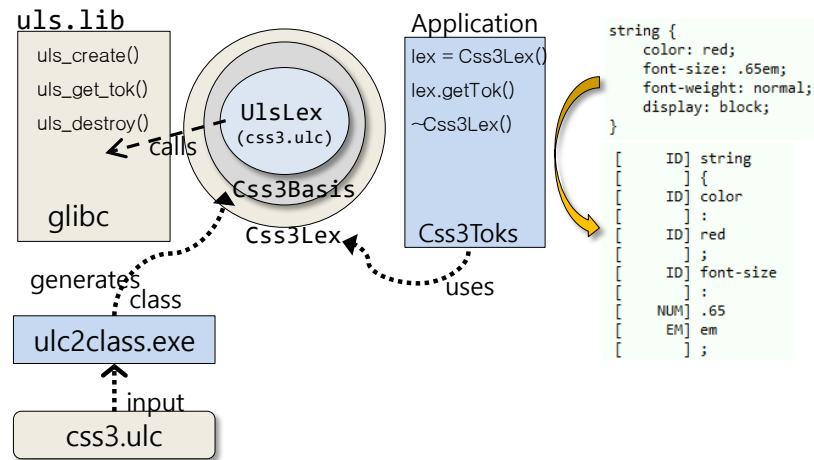 uls.lib
uls_create()
uls_get_tok()
uls_destroy()
glibc
UlsLex
(css3.ulc)
calls
Css3Basis
Css3Lex
Application
lex = Css3Lex()
lex.getTok()
~Css3Lex()
Css3Toks
uses
generates
class
ulc2class.exe
input
css3.ulc
string {
color: red;
font-size: .65em;
font-weight: normal;
display: block;
}
[ ID] string
[ ] {
[ ID] color
[ ] :
[ ID] red
[ ] ;
[ ID] font-size
[ ] :
[ NUM] .65
[ EM] em
[ ] ;